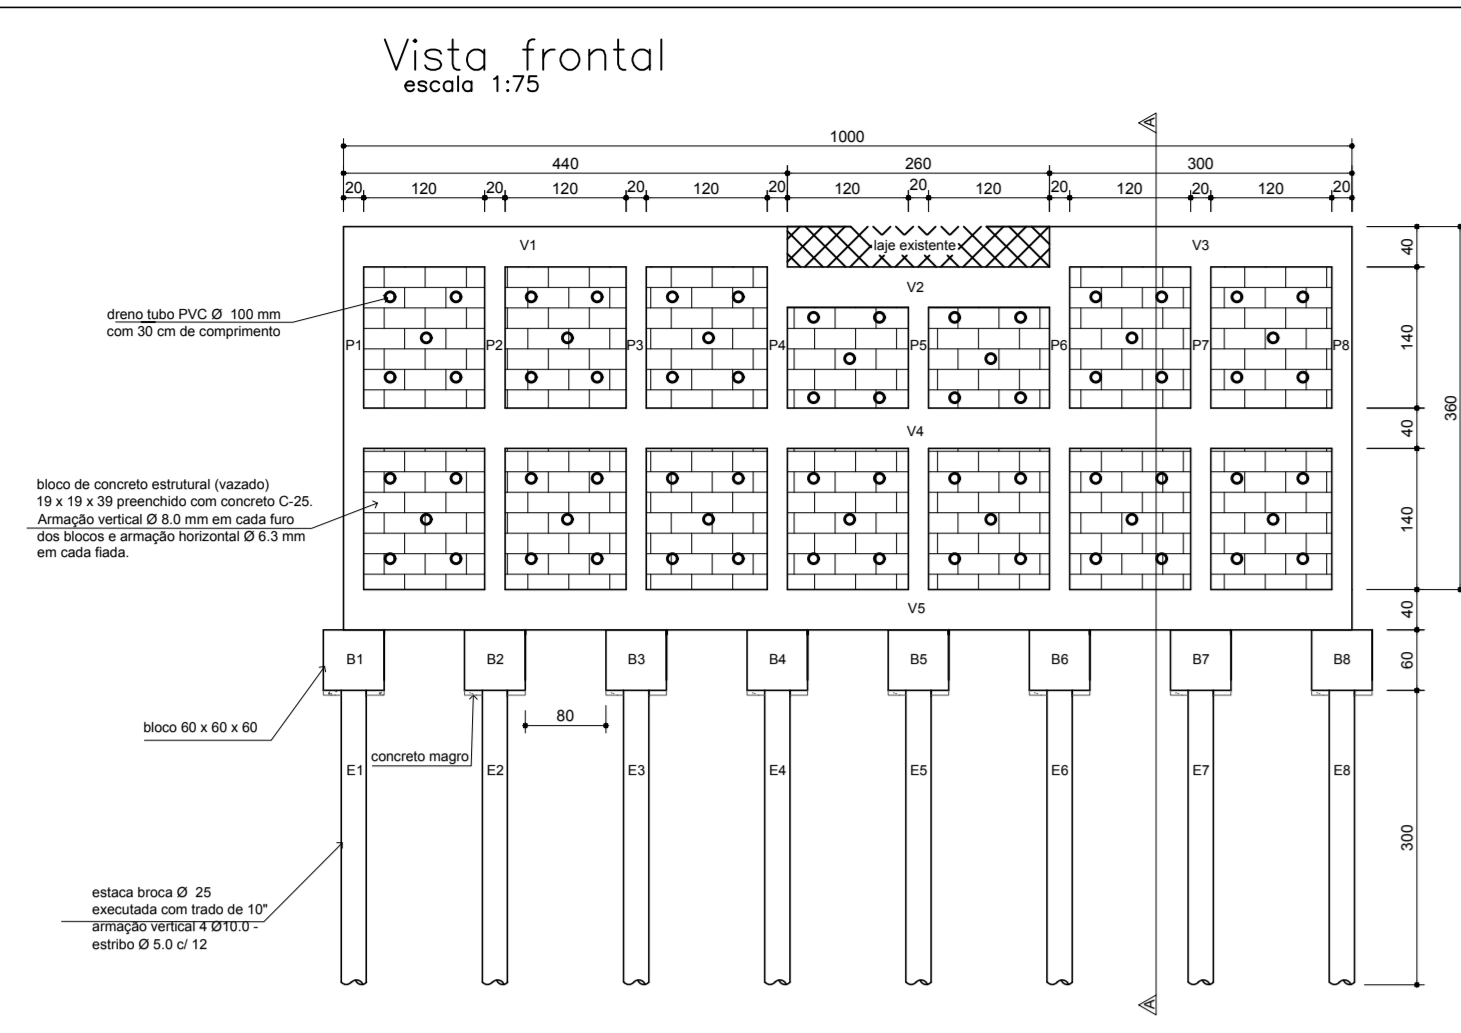 Vista frontal
escala 1:75
A
1000
440 260 300
20 120 20 120 20 120 20 120 20 120 20 120 20 120 20
V1 laje existente V3 40
V2
dreno tubo PVC Ø 100 mm
com 30 cm de comprimento
P1 P2 P3 P4 P5 P6 P7 P8 140
360
V4 40
bloco de concreto estrutural (vazado)
19 x 19 x 39 preenchido com concreto C-25.
Armação vertical Ø 8.0 mm em cada furo
dos blocos e armação horizontal Ø 6.3 mm
em cada fiada.
140
V5 40
B1 B2 B3 B4 B5 B6 B7 B8 60
80
bloco 60 x 60 x 60
concreto magro
E1 E2 E3 E4 E5 E6 E7 E8
300
estaca broca Ø 25
executada com trado de 10"
armação vertical 4 Ø10.0 -
estribo Ø 5.0 c/ 12
A